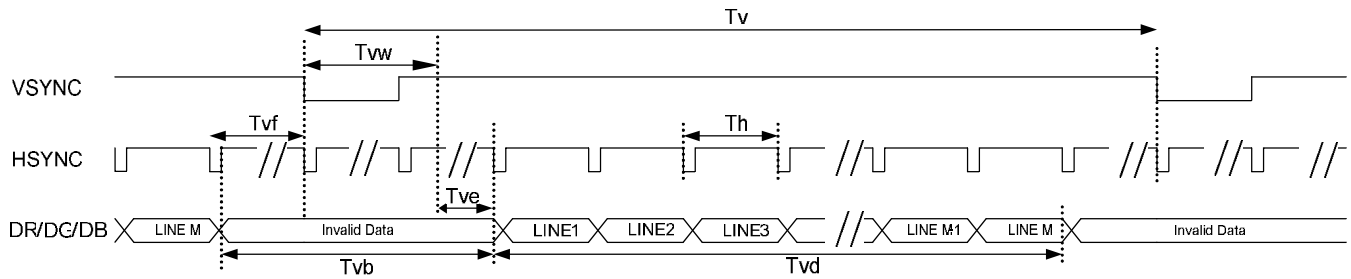 Tv
Tvw
VSYNC
Tvf
Th
HSYNC
Tve
DR/DG/DB
LINE M
Invalid Data
LINE1
LINE2
LINE3
LINE M-1
LINE M
Invalid Data
Tvb
Tvd